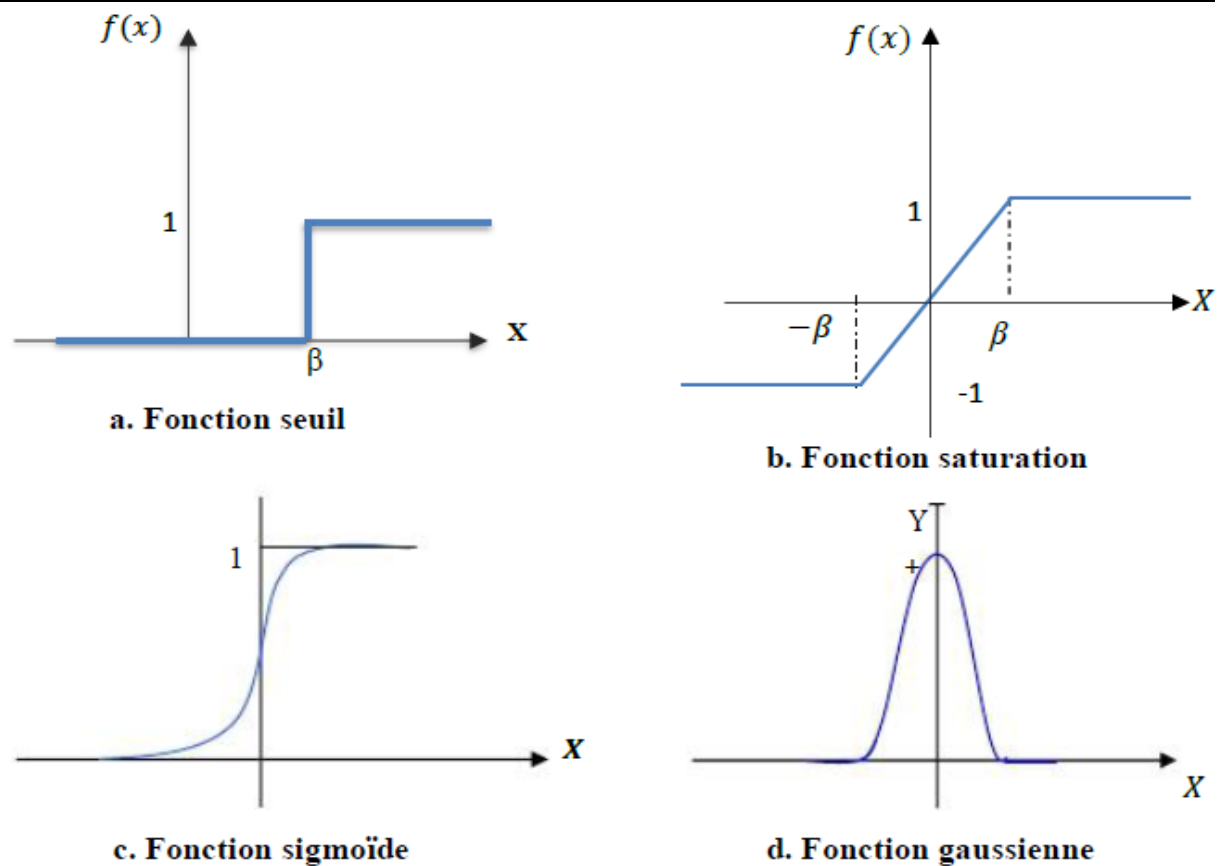 f(x)
1
β
x
a. Fonction seuil
f(x)
1
X
−β
β
-1
b. Fonction saturation
1
X
c. Fonction sigmoïde
Y
+
X
d. Fonction gaussienne